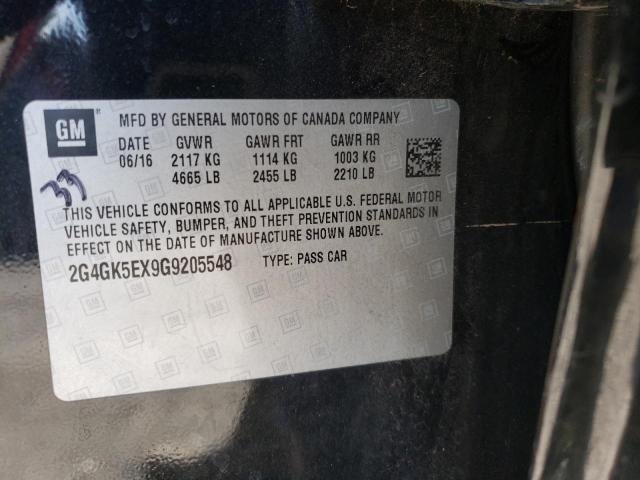 GM
MFD BY GENERAL MOTORS OF CANADA COMPANY
DATE GVWR GAWR FRT GAWR RR
06/16 2117 KG 1114 KG 1003 KG
4665 LB 2455 LB 2210 LB
39
THIS VEHICLE CONFORMS TO ALL APPLICABLE U.S. FEDERAL MOTOR
VEHICLE SAFETY, BUMPER, AND THEFT PREVENTION STANDARDS IN
EFFECT ON THE DATE OF MANUFACTURE SHOWN ABOVE.
2G4GK5EX9G9205548 TYPE: PASS CAR